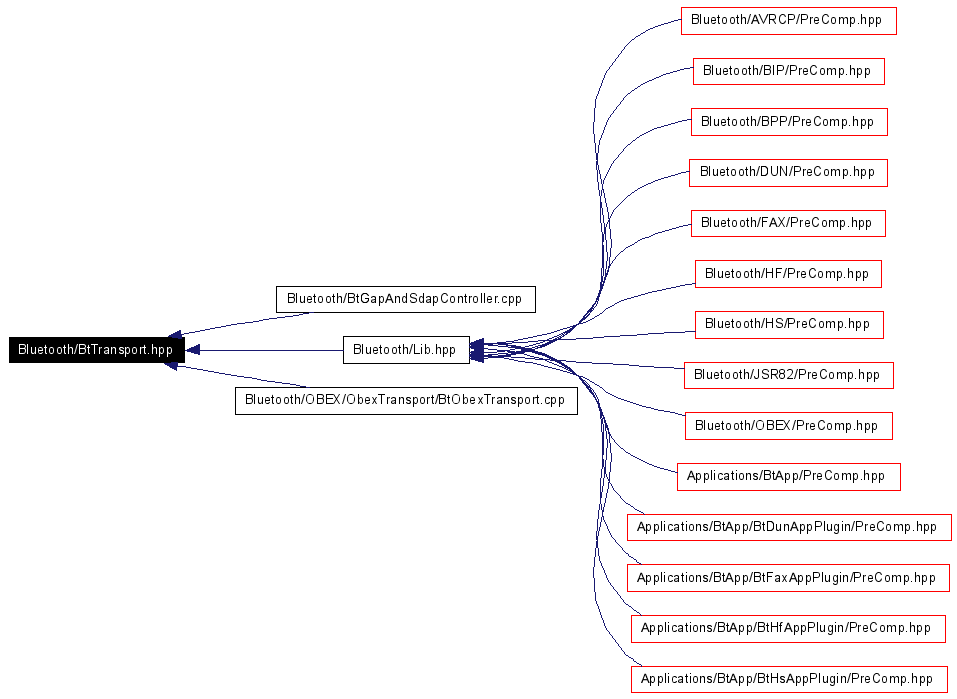 Bluetooth/AVRCP/PreComp.hpp
Bluetooth/BIP/PreComp.hpp
Bluetooth/BPP/PreComp.hpp
Bluetooth/DUN/PreComp.hpp
Bluetooth/FAX/PreComp.hpp
Bluetooth/HF/PreComp.hpp
Bluetooth/BtGapAndSdapController.cpp
Bluetooth/HS/PreComp.hpp
Bluetooth/BtTransport.hpp
Bluetooth/Lib.hpp
Bluetooth/JSR82/PreComp.hpp
Bluetooth/OBEX/ObexTransport/BtObexTransport.cpp
Bluetooth/OBEX/PreComp.hpp
Applications/BtApp/PreComp.hpp
Applications/BtApp/BtDunAppPlugin/PreComp.hpp
Applications/BtApp/BtFaxAppPlugin/PreComp.hpp
Applications/BtApp/BtHfAppPlugin/PreComp.hpp
Applications/BtApp/BtHsAppPlugin/PreComp.hpp